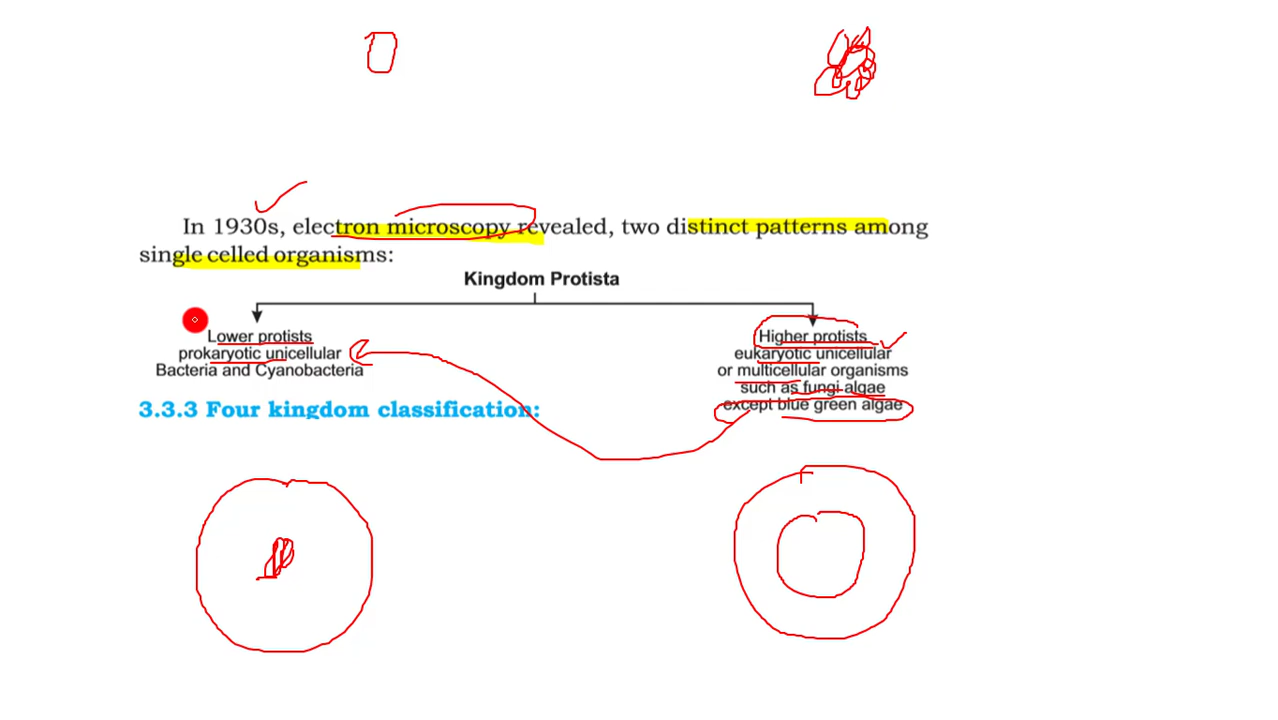 In 1930s, electron microscopy revealed, two distinct patterns among
single celled organisms:
Kingdom Protista
Lower protists
prokaryotic unicellular
Bacteria and Cyanobacteria
Higher protists
eukaryotic unicellular
or multicellular organisms
such as fungi algae
except blue green algae
3.3.3 Four kingdom classification: